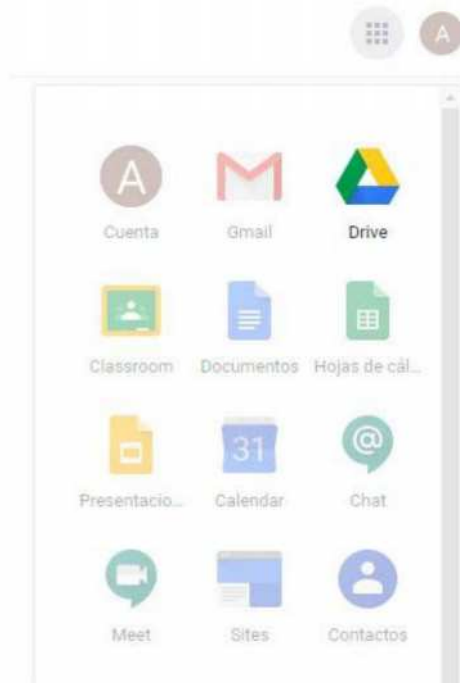 A
A
Cuenta Gmail Drive
Classroom Documentos Hojas de cál...
31 @
Presentacio... Calendar Chat
Meet Sites Contactos